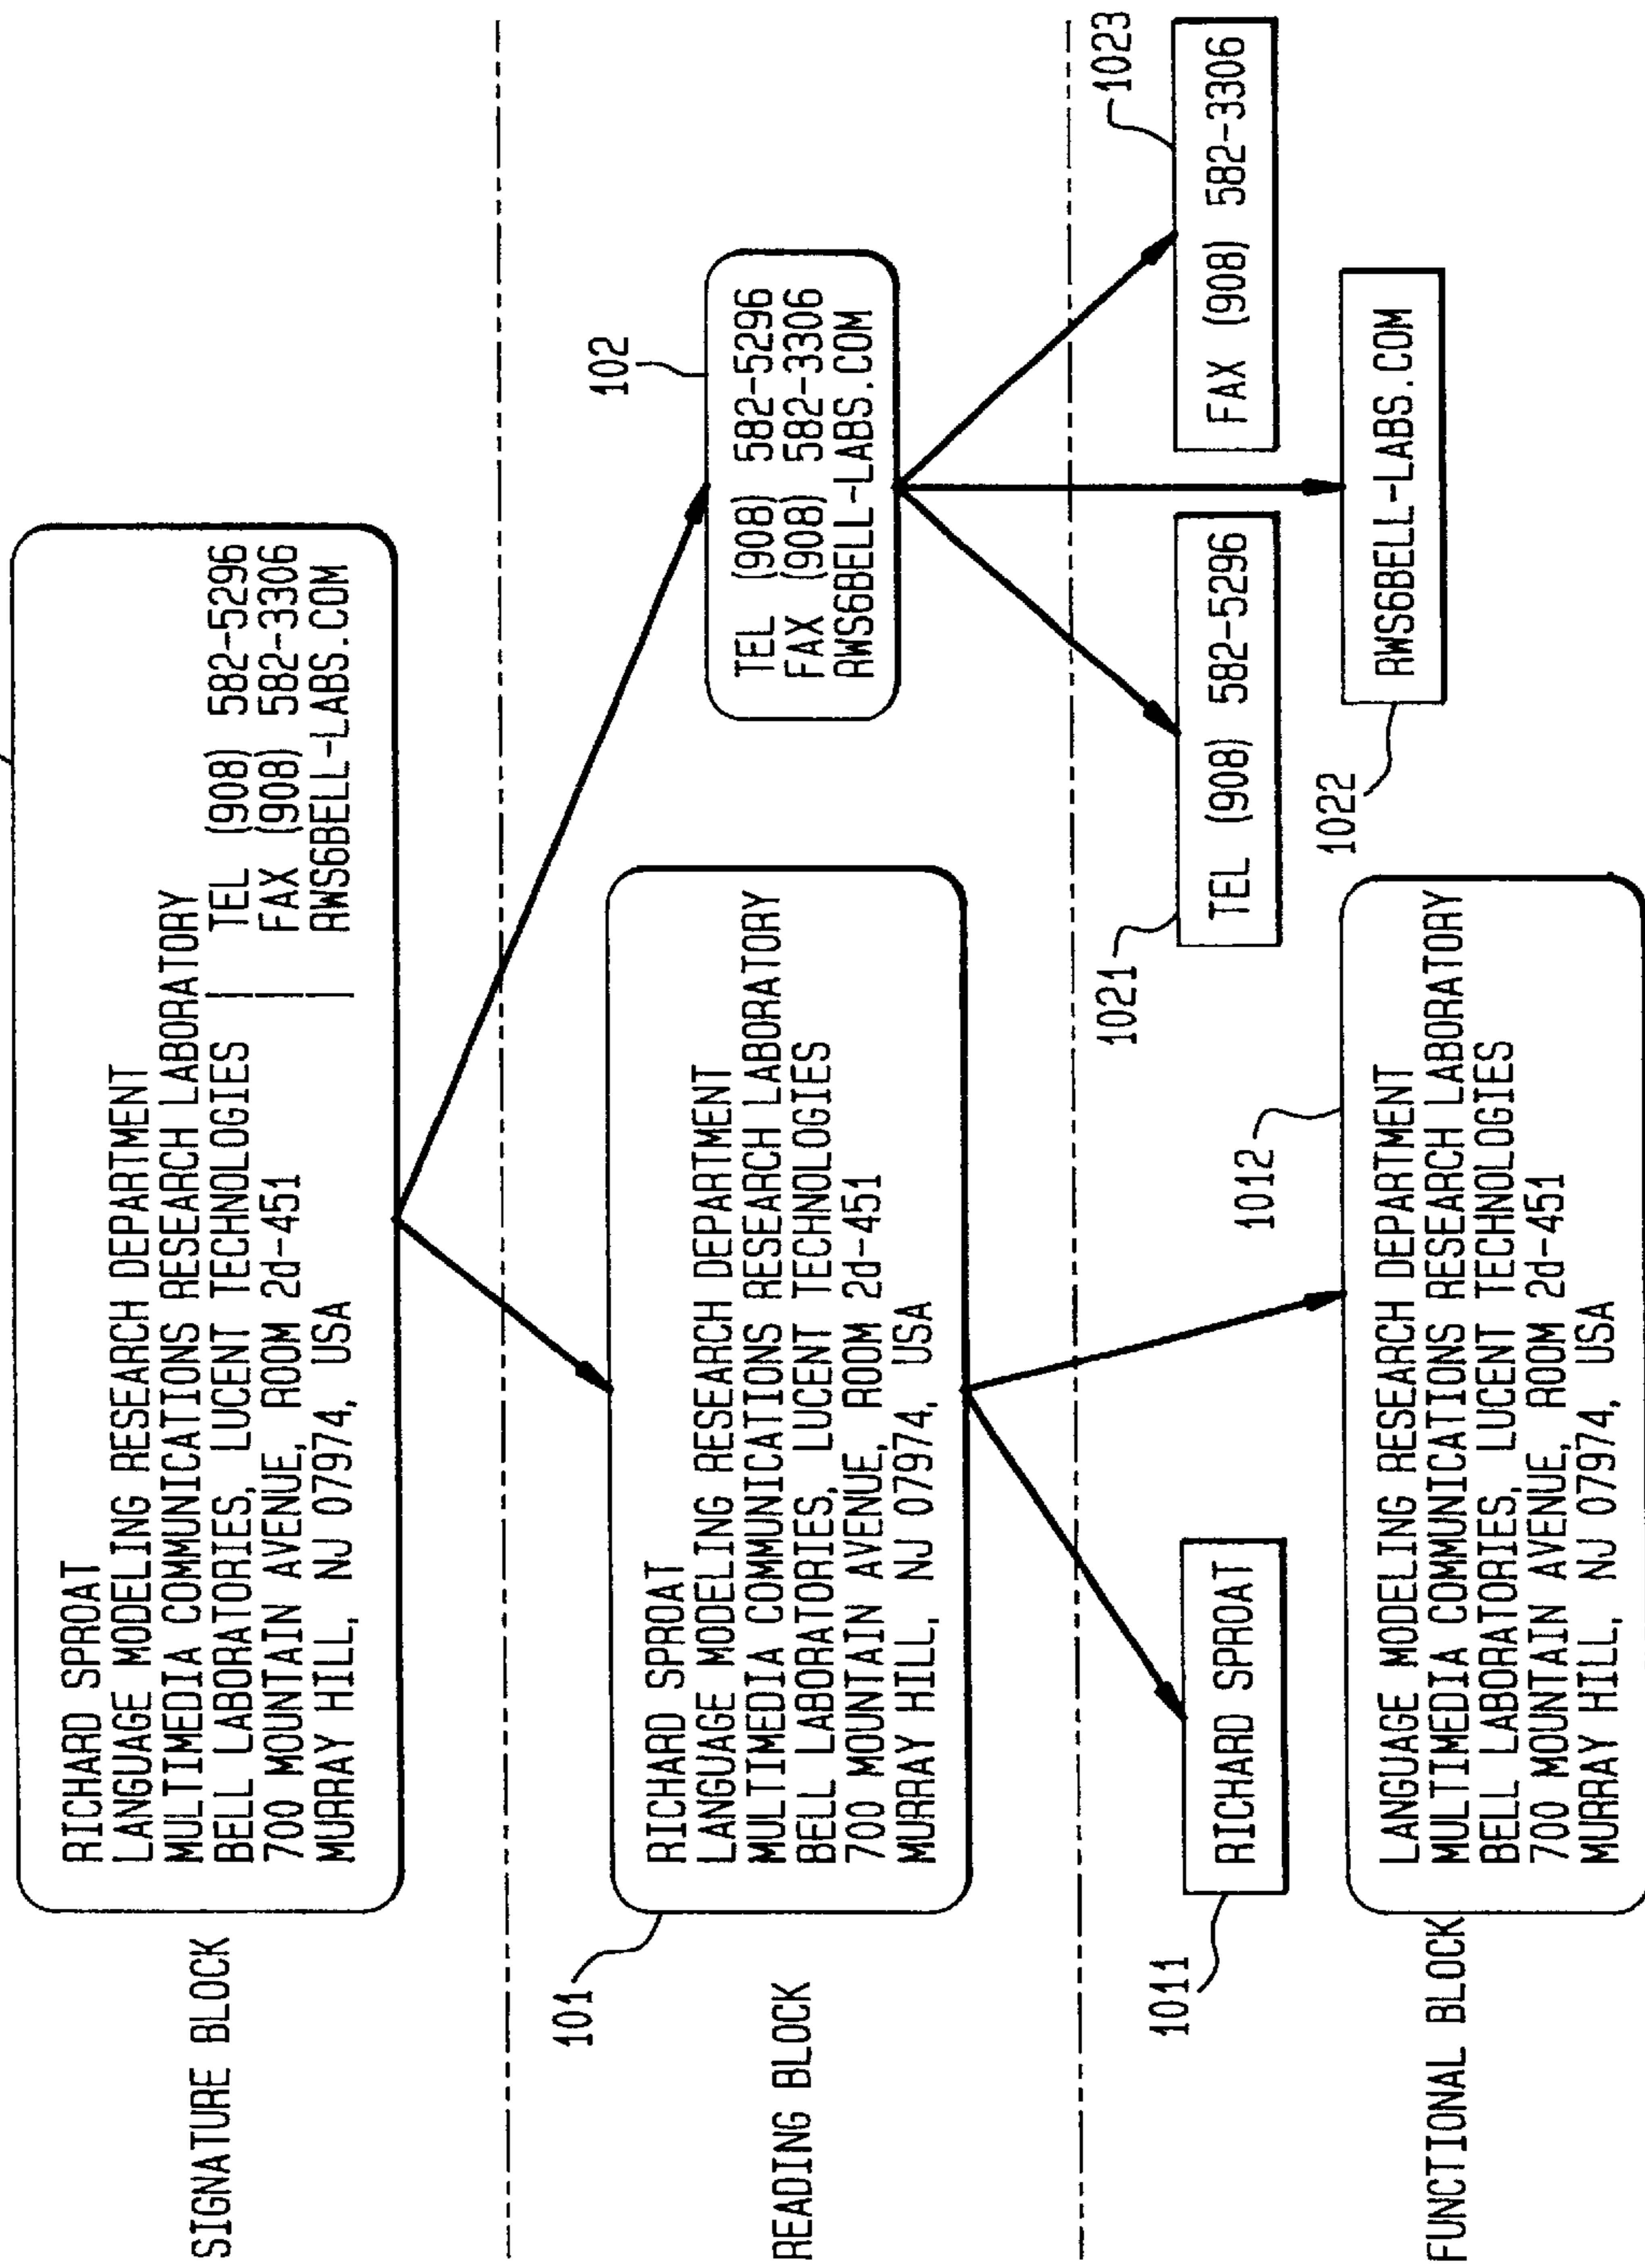 SIGNATURE BLOCK
RICHARD SPROAT
LANGUAGE MODELING RESEARCH DEPARTMENT
MULTIMEDIA COMMUNICATIONS RESEARCH LABORATORY
BELL LABORATORIES, LUCENT TECHNOLOGIES | TEL (908) 582-5296
700 MOUNTAIN AVENUE, ROOM 2d-451 | FAX (908) 582-3306
MURRAY HILL, NJ 07974, USA | RWS6BELL-LABS.COM
READING BLOCK
101
RICHARD SPROAT
LANGUAGE MODELING RESEARCH DEPARTMENT
MULTIMEDIA COMMUNICATIONS RESEARCH LABORATORY
BELL LABORATORIES, LUCENT TECHNOLOGIES
700 MOUNTAIN AVENUE, ROOM 2d-451
MURRAY HILL, NJ 07974, USA
102
TEL (908) 582-5296
FAX (908) 582-3306
RWS6BELL-LABS.COM
FUNCTIONAL BLOCK
1011
RICHARD SPROAT
1012
LANGUAGE MODELING RESEARCH DEPARTMENT
MULTIMEDIA COMMUNICATIONS RESEARCH LABORATORY
BELL LABORATORIES, LUCENT TECHNOLOGIES
700 MOUNTAIN AVENUE, ROOM 2d-451
MURRAY HILL, NJ 07974, USA
1021
TEL (908) 582-5296
1023
FAX (908) 582-3306
1022
RWS6BELL-LABS.COM